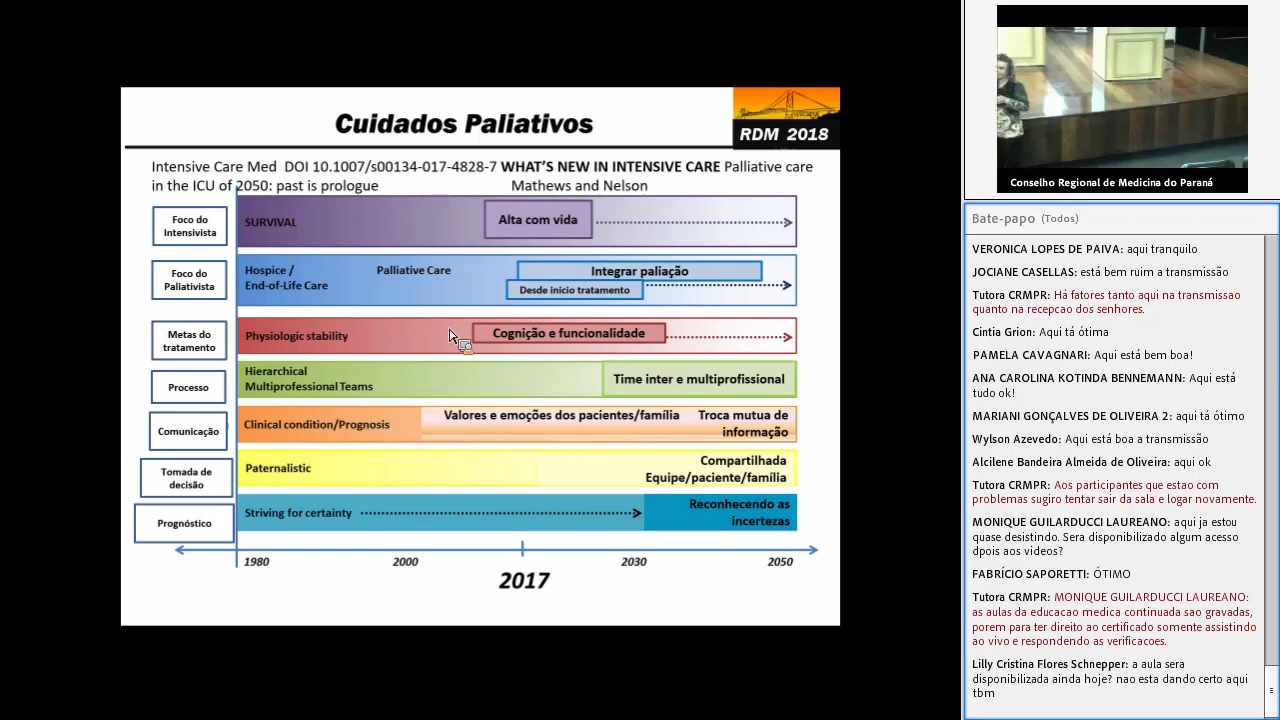 Cuidados Paliativos
RDM 2018
Intensive Care Med DOI 10.1007/s00134-017-4828-7 WHAT'S NEW IN INTENSIVE CARE Palliative care
in the ICU of 2050: past is prologue Mathews and Nelson
Foco do
Intensivista
SURVIVAL
Alta com vida
Foco do
Paliativista
Hospice /
End-of-Life Care
Palliative Care
Integrar paliação
Desde inicio tratamento
Metas do
tratamento
Physiologic stability
Cognição e funcionalidade
Processo
Hierarchical
Multiprofessional Teams
Time inter e multiprofissional
Comunicação
Clinical condition/Prognosis
Valores e emoções dos pacientes/família
Troca mutua de
informação
Tomada de
decisão
Paternalistic
Compartilhada
Equipe/paciente/família
Prognóstico
Striving for certainty
Reconhecendo as
incertezas
1980
2000
2017
2030
2050
Conselho Regional de Medicina do Paraná
Bate-papo (Todos)
VERONICA LOPES DE PAIVA: aqui tranquilo
JOCIANE CASELLAS: está bem ruim a transmissão
Tutora CRMPR: Há fatores tanto aqui na transmissao
quanto na recepcao dos senhores.
Cintia Grion: Aqui tá ótima
PAMELA CAVAGNARI: Aqui está bem boa!
ANA CAROLINA KOTINDA BENNEMANN: Aqui está
tudo ok!
MARIANI GONÇALVES DE OLIVEIRA 2: aqui tá ótimo
Wylson Azevedo: Aqui está boa a transmissão
Alcilene Bandeira Almeida de Oliveira: aqui ok
Tutora CRMPR: Aos participantes que estao com
problemas sugiro tentar sair da sala e logar novamente.
MONIQUE GUILARDUCCI LAUREANO: aqui ja estou
quase desistindo. Sera disponibilizado algum acesso
dpois aos videos?
FABRÍCIO SAPORETTI: ÓTIMO
Tutora CRMPR: MONIQUE GUILARDUCCI LAUREANO:
as aulas da educacao medica continuada sao gravadas,
porem para ter direito ao certificado somente assistindo
ao vivo e respondendo as verificacoes.
Lilly Cristina Flores Schnepper: a aula sera
disponibilizada ainda hoje? nao esta dando certo aqui
tbm